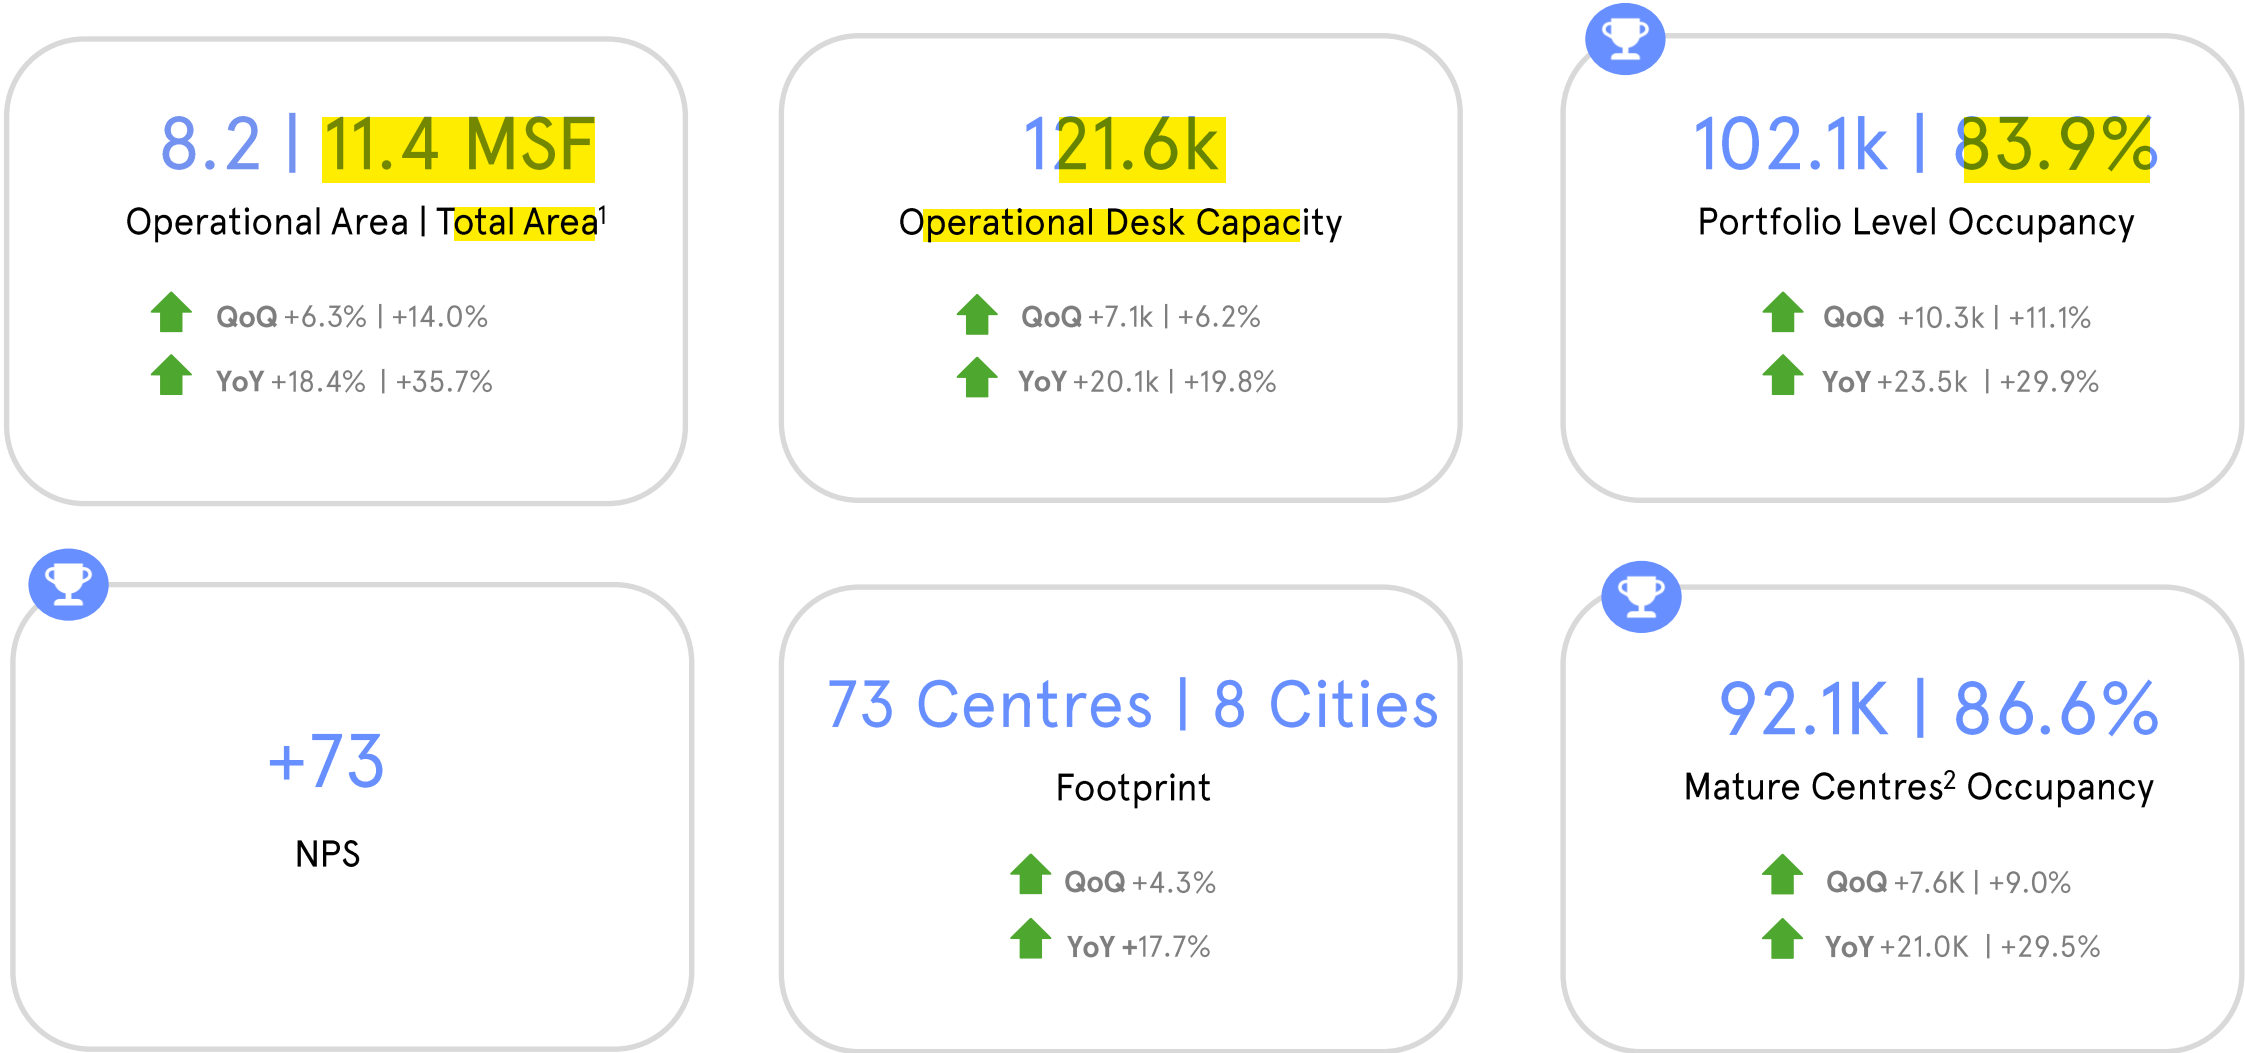 8.2 | 11.4 MSF
Operational Area | Total Area¹
QoQ +6.3% | +14.0%
YoY +18.4% | +35.7%
121.6k
Operational Desk Capacity
QoQ +7.1k | +6.2%
YoY +20.1k | +19.8%
102.1k | 83.9%
Portfolio Level Occupancy
QoQ +10.3k | +11.1%
YoY +23.5k | +29.9%
+73
NPS
73 Centres | 8 Cities
Footprint
QoQ +4.3%
YoY +17.7%
92.1K | 86.6%
Mature Centres² Occupancy
QoQ +7.6K | +9.0%
YoY +21.0K | +29.5%